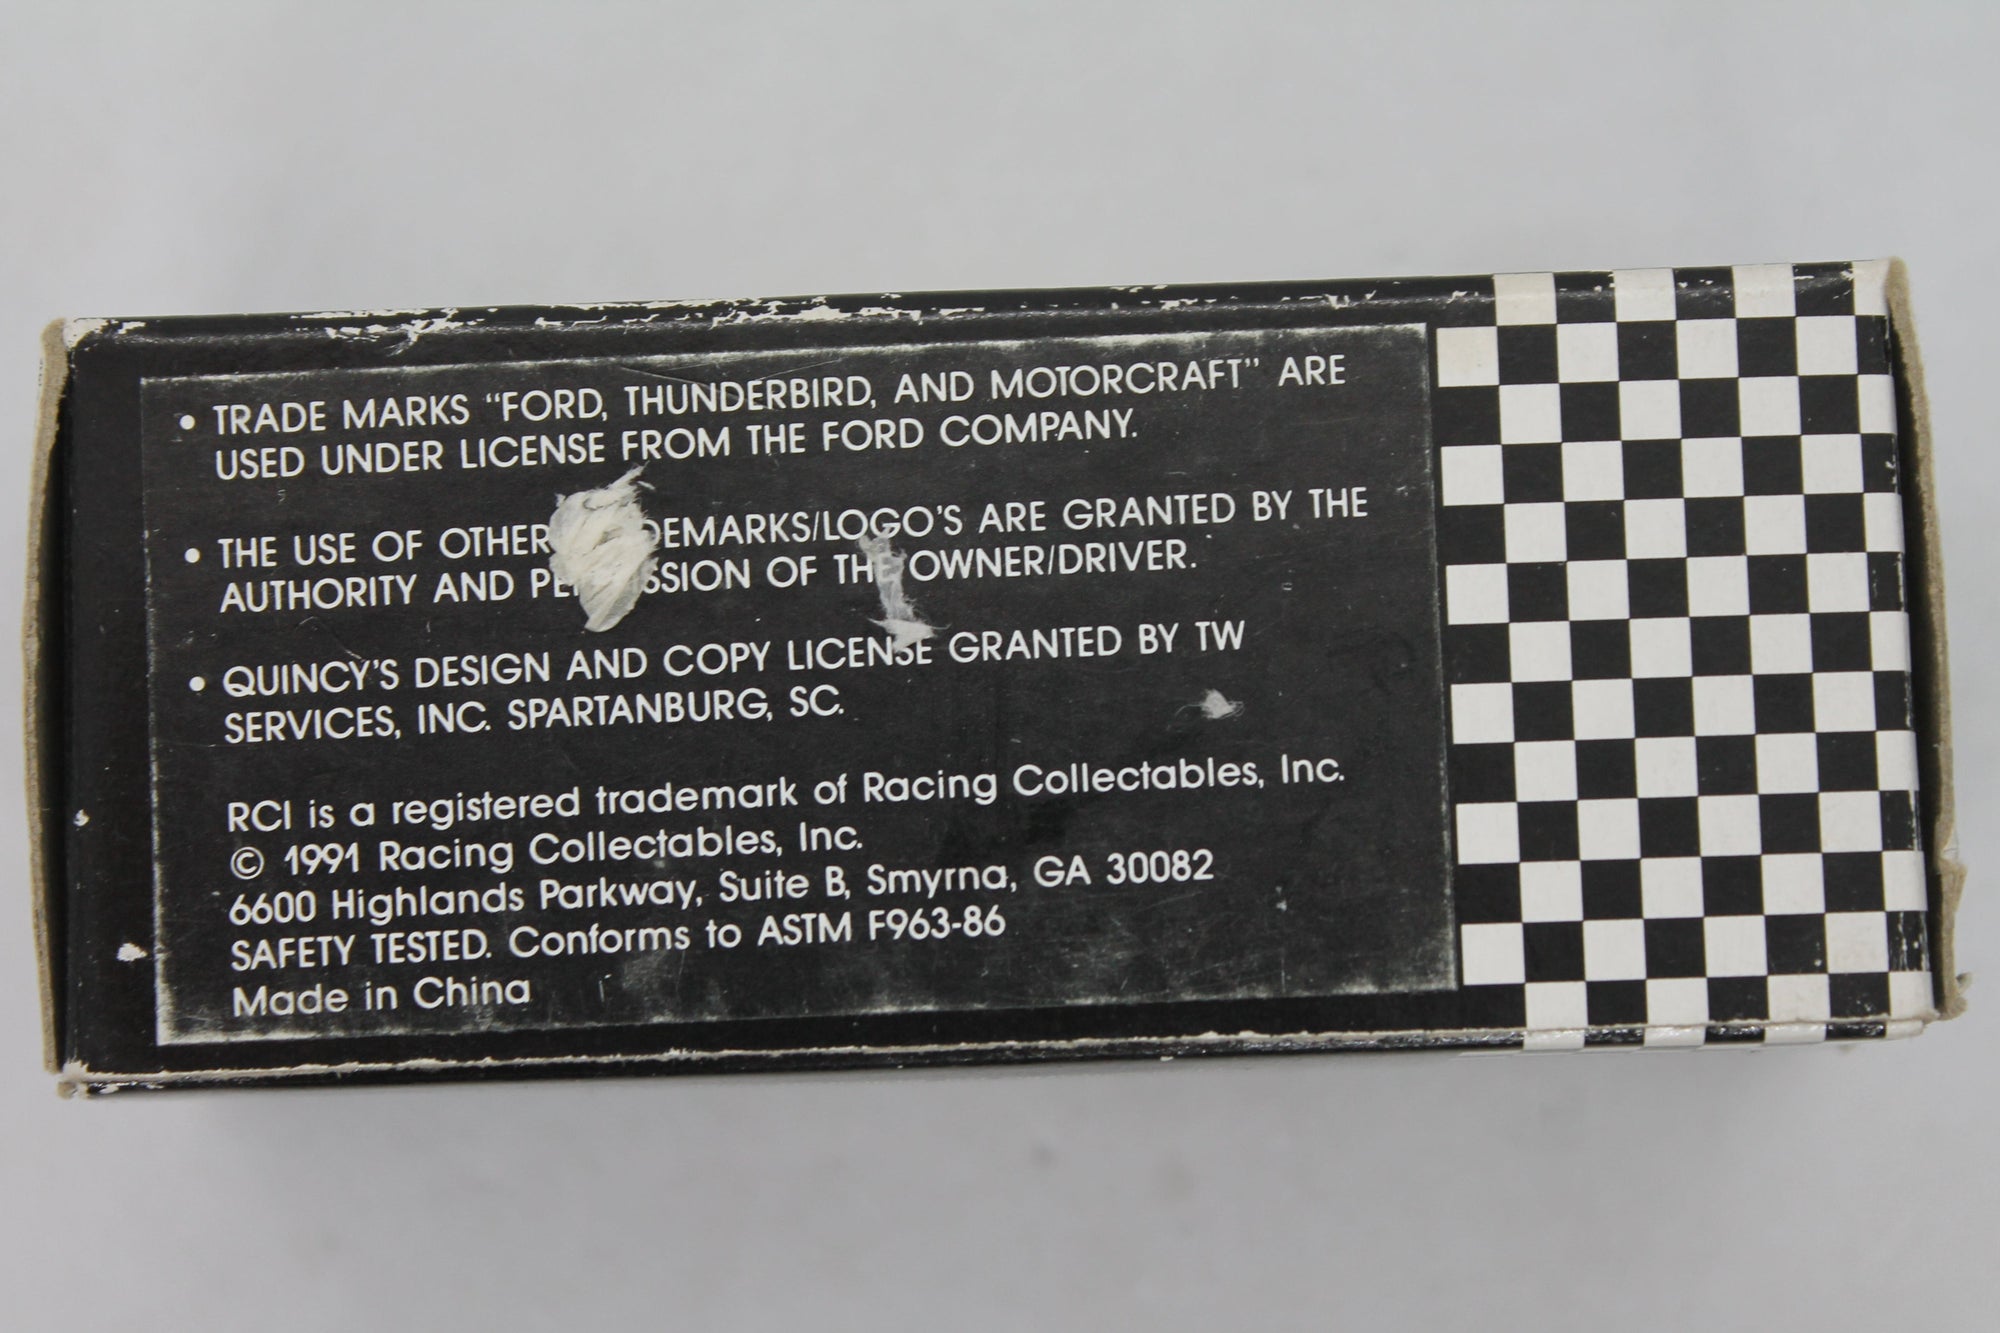 • TRADE MARKS "FORD, THUNDERBIRD, AND MOTORCRAFT" ARE
USED UNDER LICENSE FROM THE FORD COMPANY.
• THE USE OF OTHER DEMARKS/LOGO'S ARE GRANTED BY THE
AUTHORITY AND SSION OF THE OWNER/DRIVER.
• QUINCY'S DESIGN AND COPY LICENSE GRANTED BY TW
SERVICES, INC. SPARTANBURG, SC.
RCI is a registered trademark of Racing Collectables, Inc.
© 1991 Racing Collectables, Inc.
6600 Highlands Parkway, Suite B, Smyrna, GA 30082
SAFETY TESTED. Conforms to ASTM F963-86
Made in China